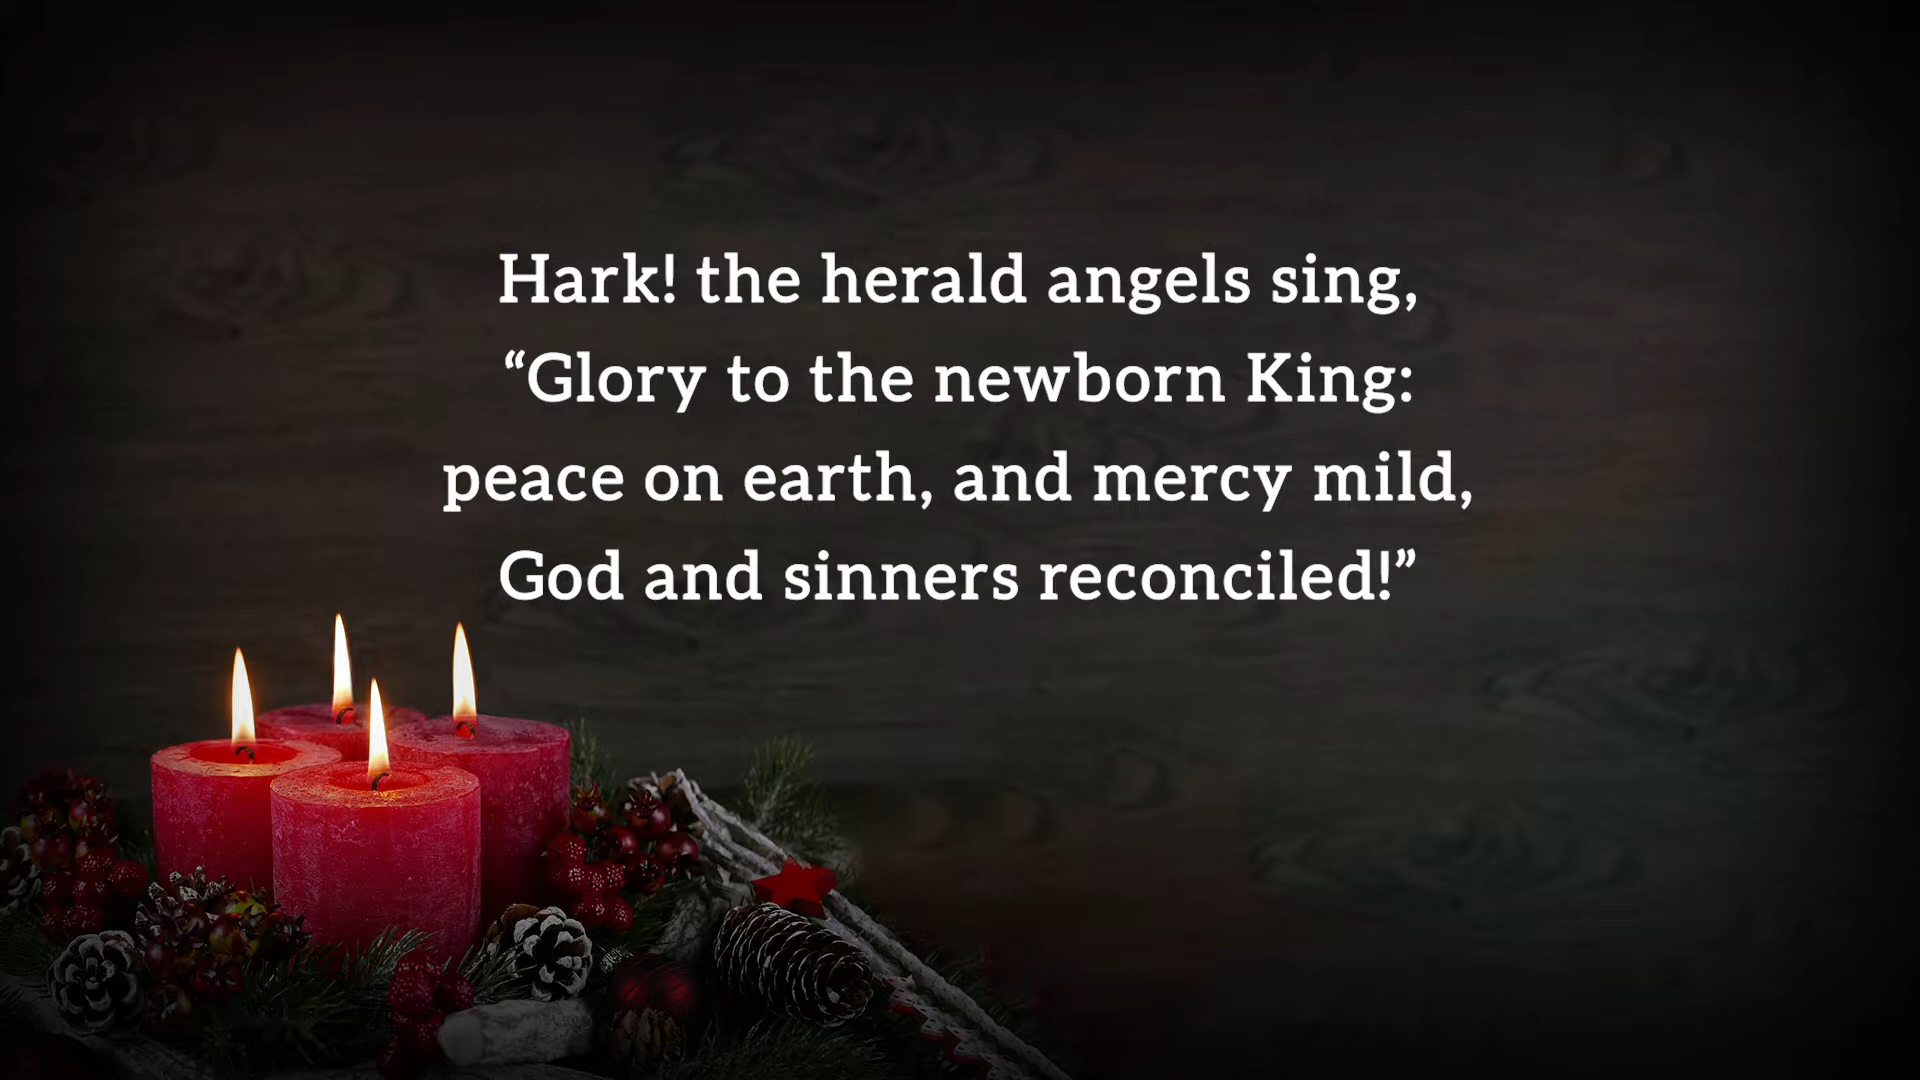 Hark! the herald angels sing,
“Glory to the newborn King:
peace on earth, and mercy mild,
God and sinners reconciled!”